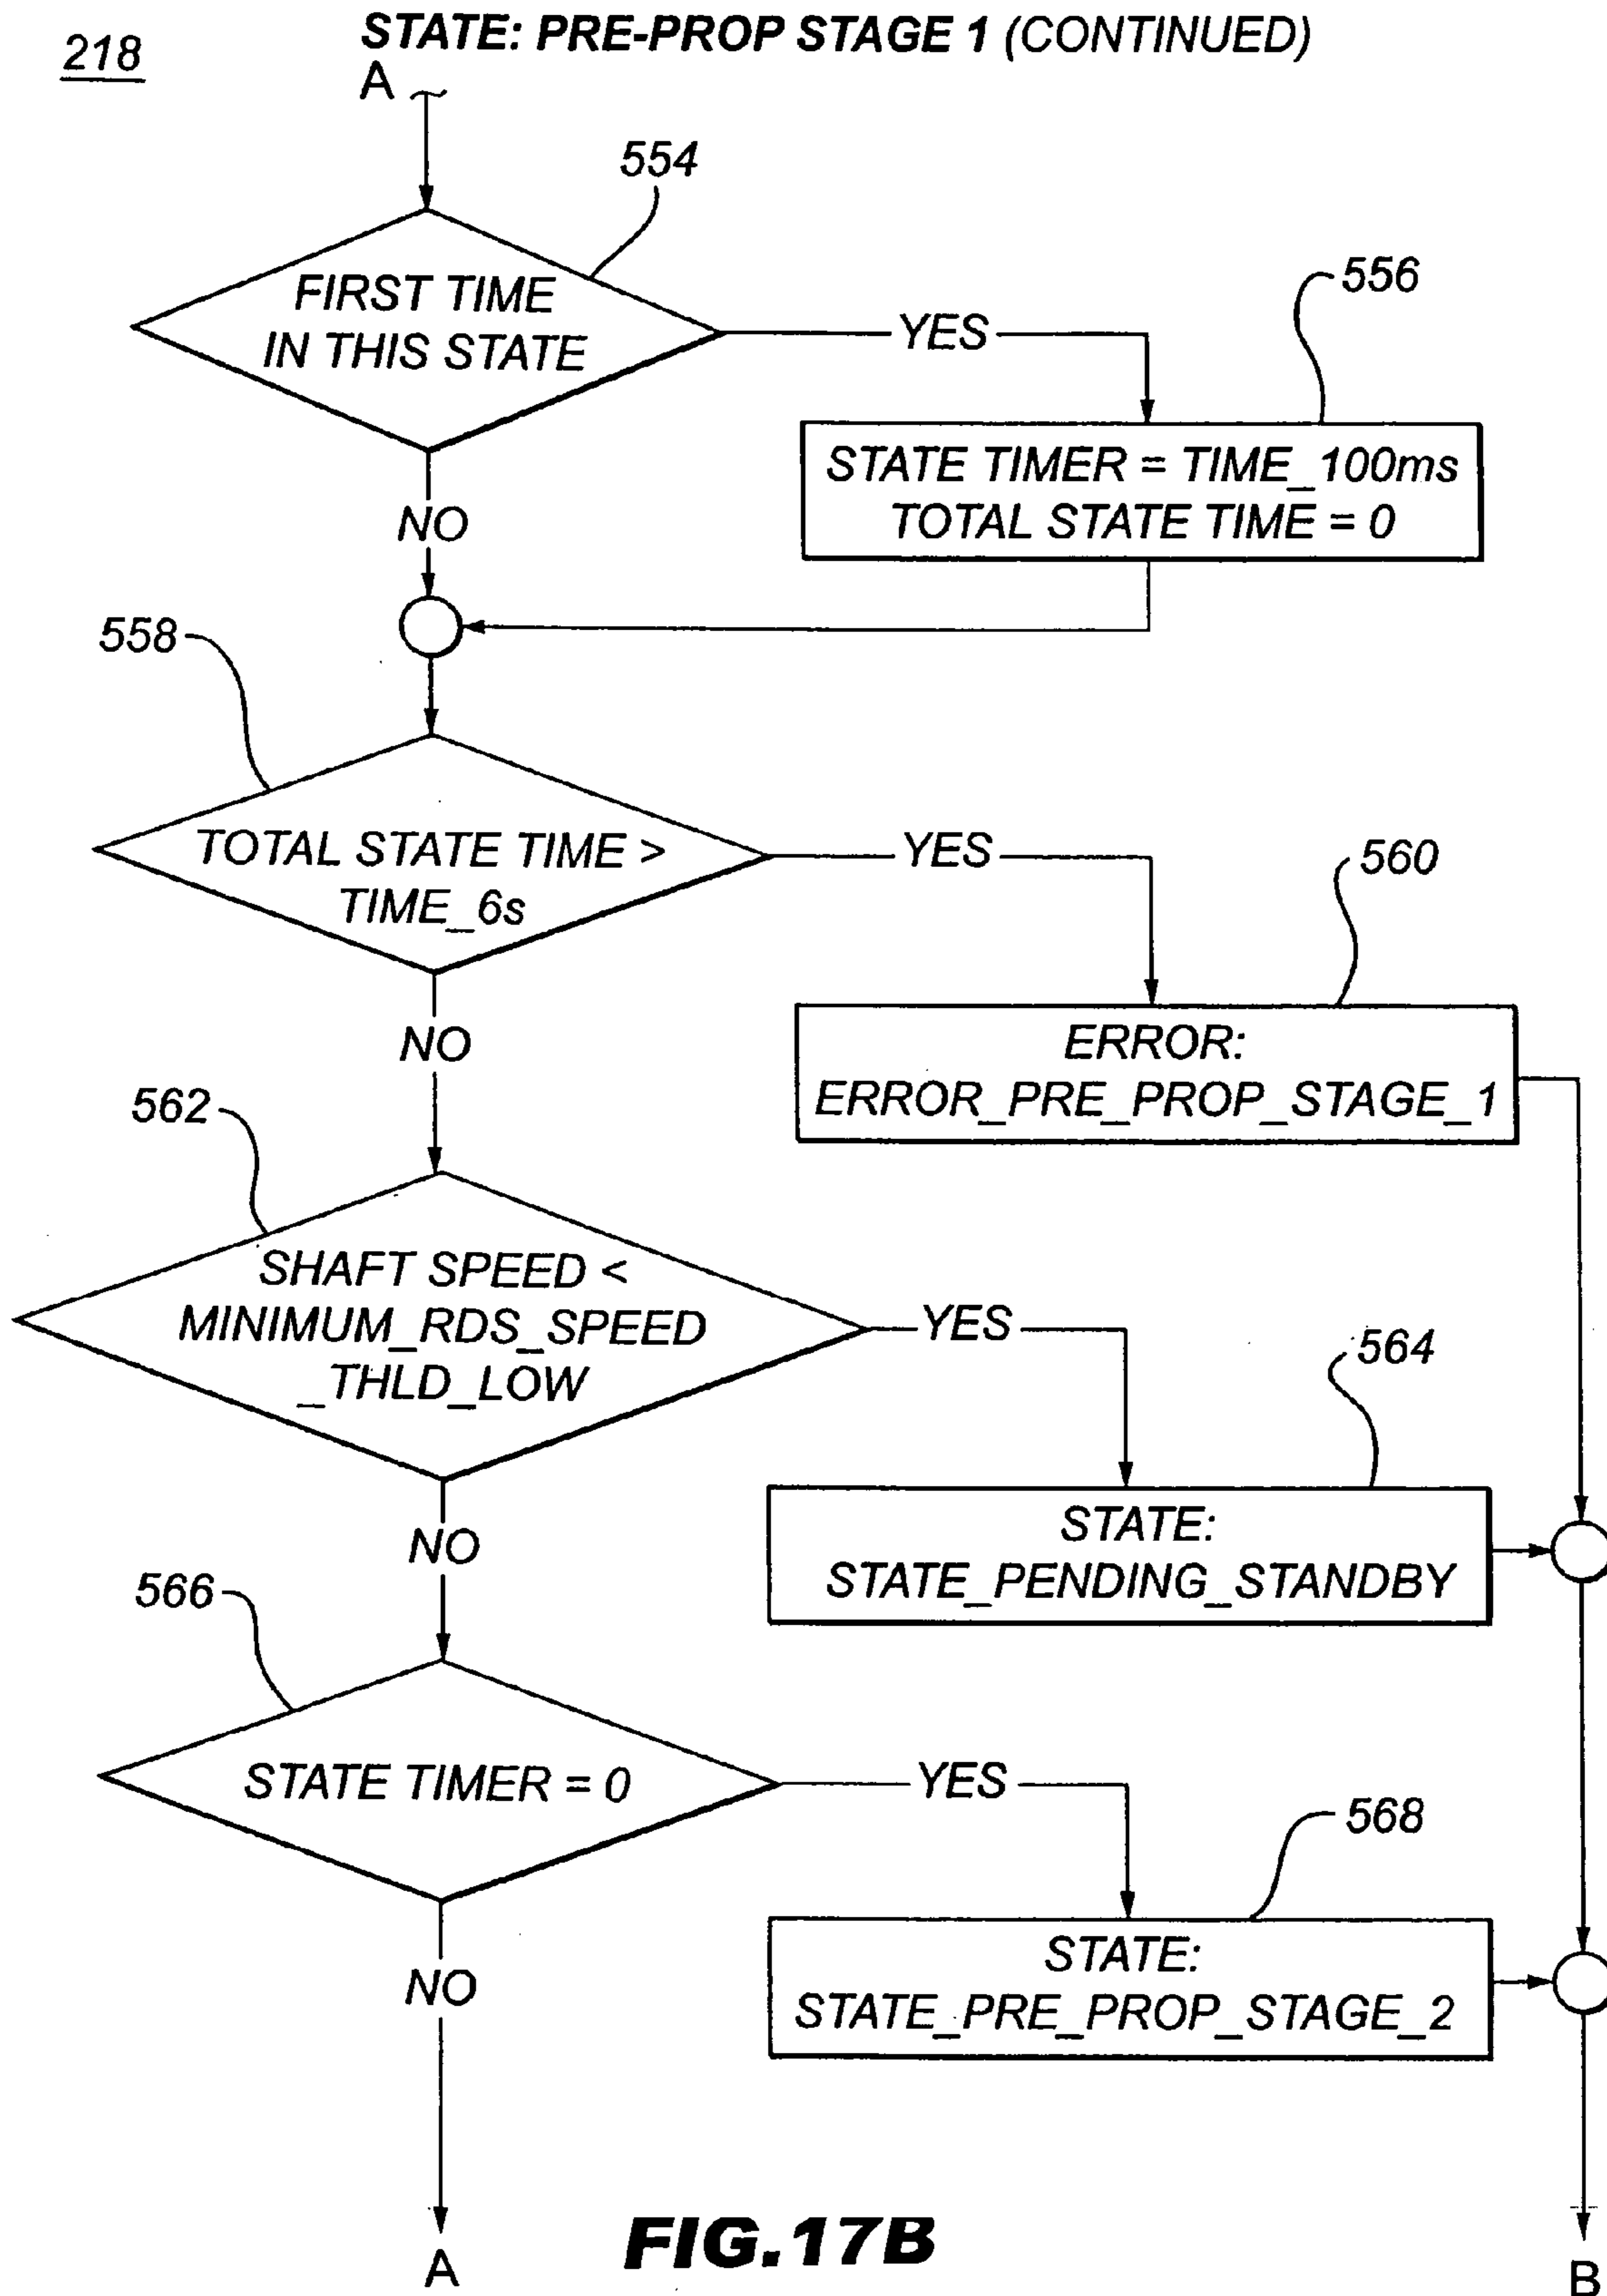 218
STATE: PRE-PROP STAGE 1 (CONTINUED)
A
554
FIRST TIME
IN THIS STATE
YES
556
STATE TIMER = TIME_100ms
TOTAL STATE TIME = 0
NO
558
TOTAL STATE TIME >
TIME_6s
YES
560
ERROR:
ERROR_PRE_PROP_STAGE_1
NO
562
SHAFT SPEED <
MINIMUM_RDS_SPEED
_THLD_LOW
YES
564
STATE:
STATE_PENDING_STANDBY
NO
566
STATE TIMER = 0
YES
568
STATE:
STATE_PRE_PROP_STAGE_2
NO
A
FIG.17B
B